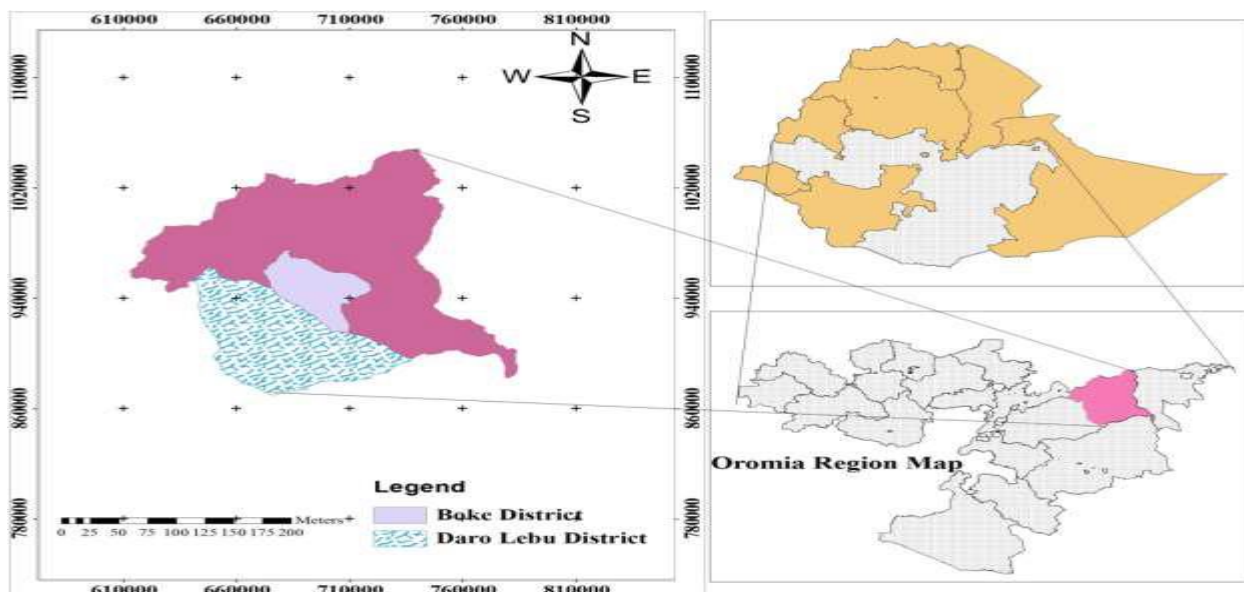 610000 660000 710000 760000 810000
N
W E
S
1100000
1020000
940000
860000
780000
1100000
1020000
940000
860000
780000
Legend
Boke District
Daro Lebu District
Meters
0 25 50 75 100 125 150 175 200
610000 660000 710000 760000 810000
Oromia Region Map